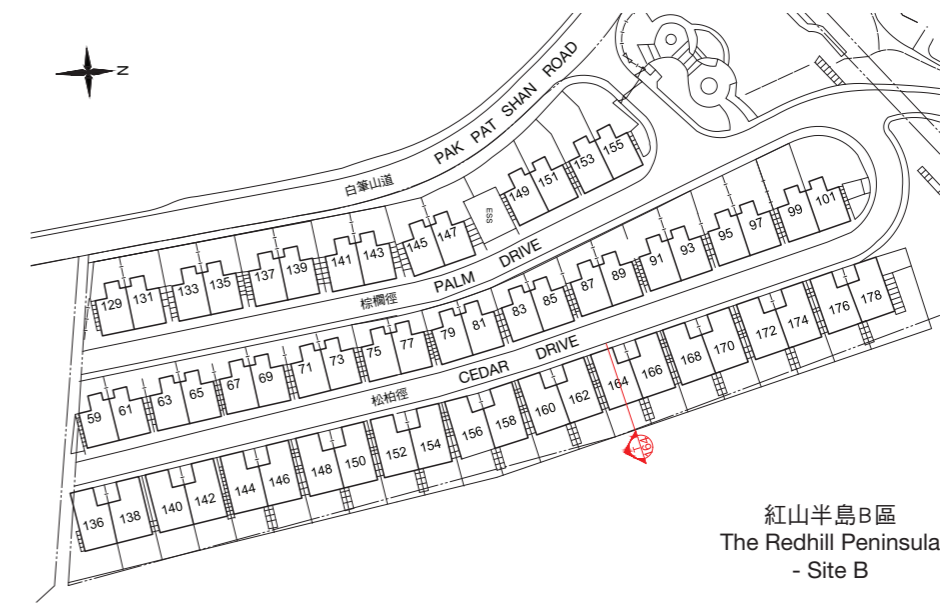 N
PAK PAT SHAN ROAD
白筆山道
149 151 153 155
ESS
129 131 133 135 137 139 141 143 145 147
PALM DRIVE
棕櫚徑
59 61 63 65 67 69 71 73 75 77 79 81 83 85 87 89 91 93 95 97 99 101
CEDAR DRIVE
松柏徑
136 138 140 142 144 146 148 150 152 154 156 158 160 162 164 166 168 170 172 174 176 178
紅山半島B區
The Redhill Peninsula
- Site B